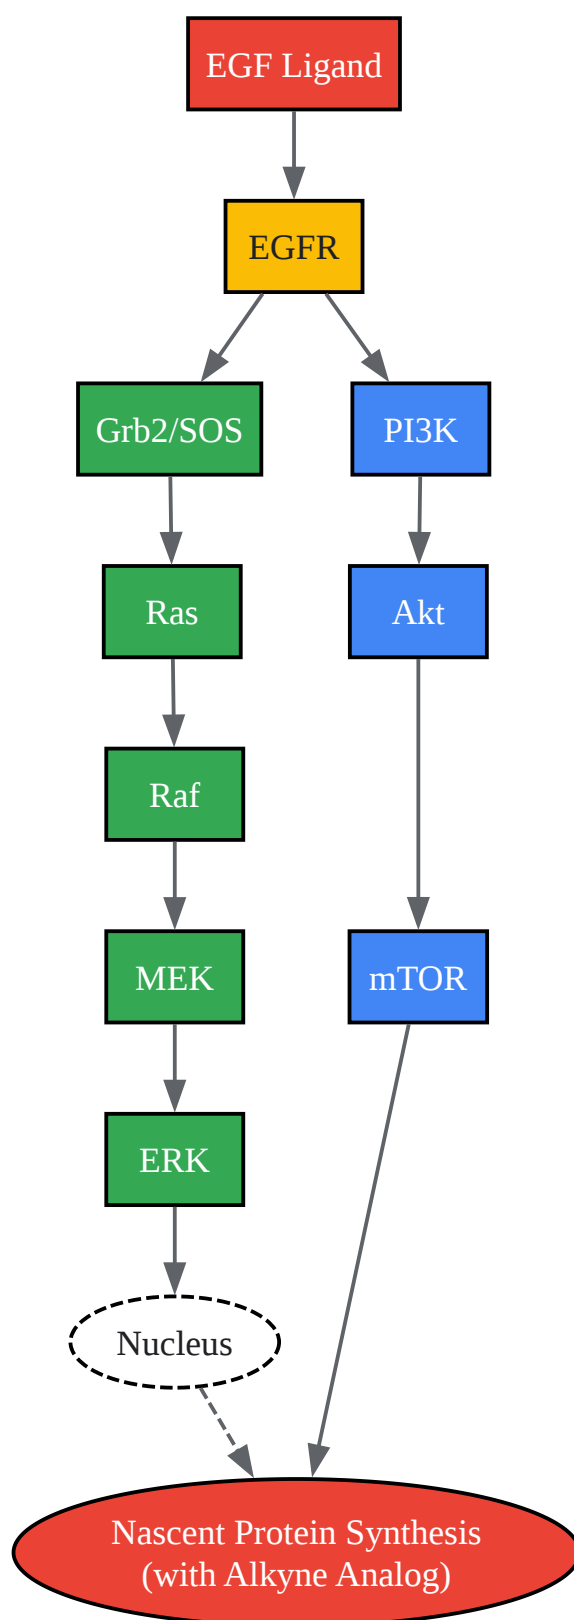 EGF Ligand
EGFR
Grb2/SOS
PI3K
Ras
Akt
Raf
MEK
mTOR
ERK
Nucleus
Nascent Protein Synthesis
(with Alkyne Analog)